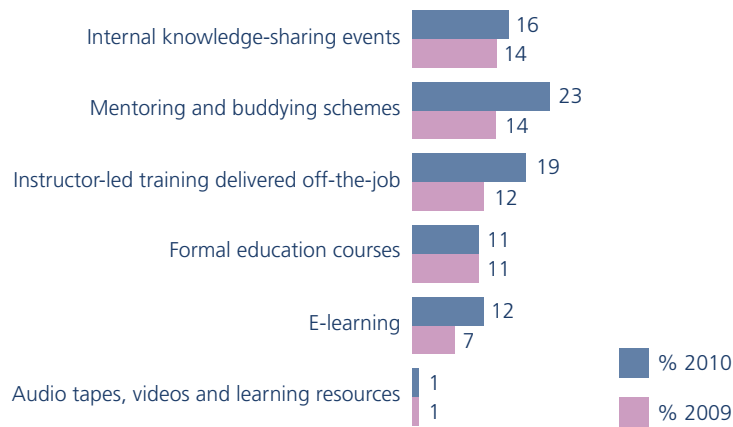 Internal knowledge-sharing events
16
14
Mentoring and buddying schemes
23
14
Instructor-led training delivered off-the-job
19
12
Formal education courses
11
11
E-learning
12
7
Audio tapes, videos and learning resources
1
1
% 2010
% 2009